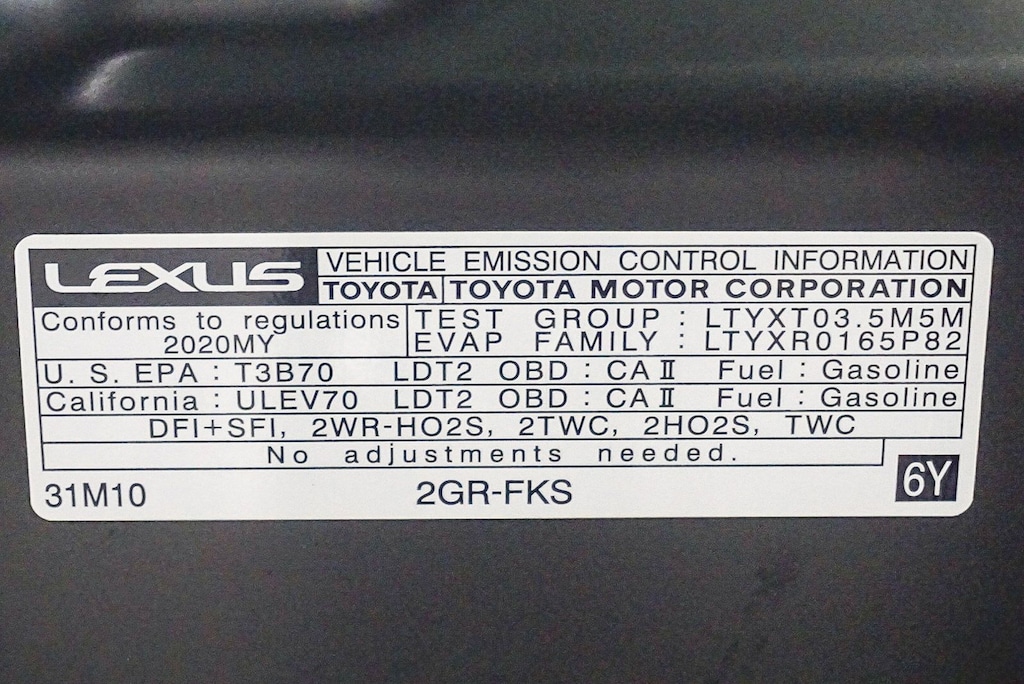 LEXUS
VEHICLE EMISSION CONTROL INFORMATION
TOYOTA TOYOTA MOTOR CORPORATION
Conforms to regulations
2020MY
TEST GROUP : LTYXT03.5M5M
EVAP FAMILY : LTYXR0165P82
U. S. EPA : T3B70 LDT2 OBD : CA II Fuel : Gasoline
California : ULEV70 LDT2 OBD : CA II Fuel : Gasoline
DFI+SFI, 2WR-HO2S, 2TWC, 2HO2S, TWC
No adjustments needed.
31M10 2GR-FKS 6Y